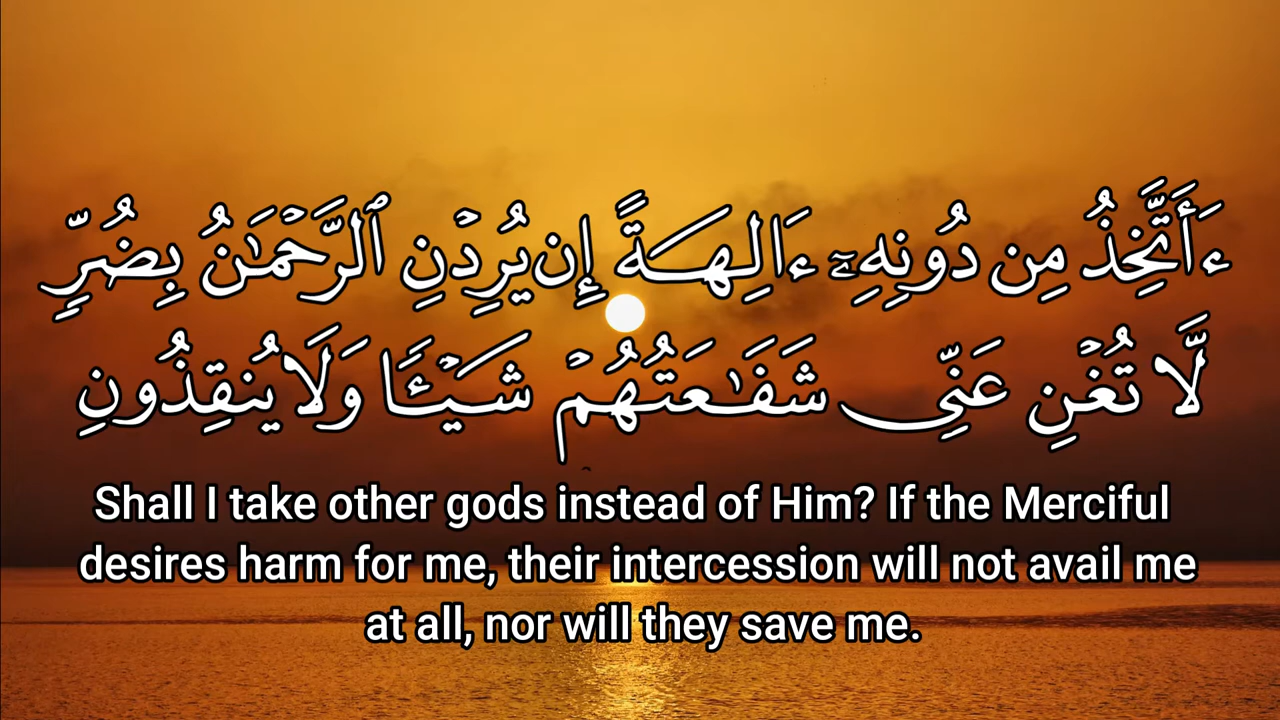 ءَأَتَّخِذُ مِن دُونِهِۦٓ ءَالِهَةً إِن يُرِدْنِ ٱلرَّحْمَٰنُ بِضُرٍّ
لَّا تُغْنِ عَنِّى شَفَٰعَتُهُمْ شَيْـًٔا وَلَا يُنقِذُونِ
Shall I take other gods instead of Him? If the Merciful
desires harm for me, their intercession will not avail me
at all, nor will they save me.